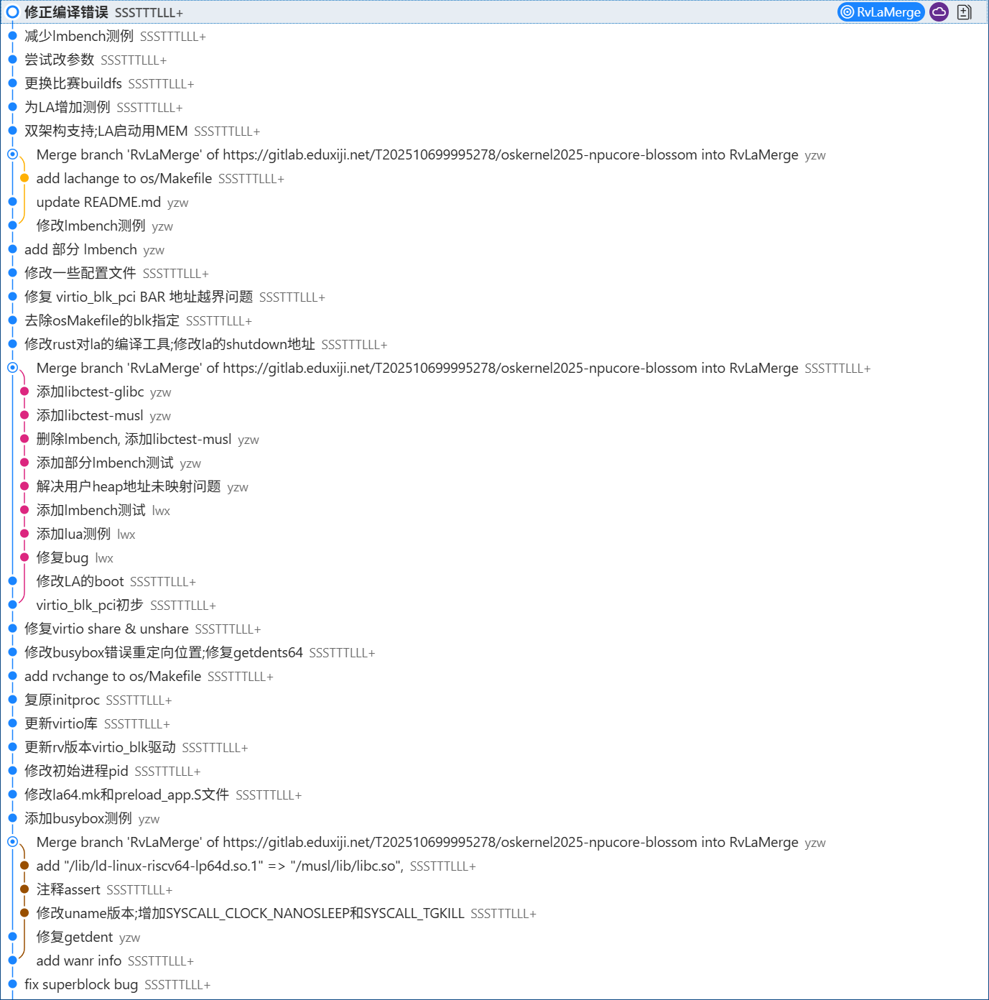 修正编译错误 SSSTTTLLL+ RvLaMerge
减少lmbench测例 SSSTTTLLL+
尝试改参数 SSSTTTLLL+
更换比赛buildfs SSSTTTLLL+
为LA增加测例 SSSTTTLLL+
双架构支持;LA启动用MEM SSSTTTLLL+
Merge branch 'RvLaMerge' of https://gitlab.eduxiji.net/T202510699995278/oskernel2025-npucore-blossom into RvLaMerge yzw
add lachange to os/Makefile SSSTTTLLL+
update README.md yzw
修改lmbench测例 yzw
add 部分 lmbench yzw
修改一些配置文件 SSSTTTLLL+
修复 virtio_blk_pci BAR 地址越界问题 SSSTTTLLL+
去除osMakefile的blk指定 SSSTTTLLL+
修改rust对la的编译工具;修改la的shutdown地址 SSSTTTLLL+
Merge branch 'RvLaMerge' of https://gitlab.eduxiji.net/T202510699995278/oskernel2025-npucore-blossom into RvLaMerge SSSTTTLLL+
添加libctest-glibc yzw
添加libctest-musl yzw
删除lmbench, 添加libctest-musl yzw
添加部分lmbench测试 yzw
解决用户heap地址未映射问题 yzw
添加lmbench测试 lwx
添加lua测例 lwx
修复bug lwx
修改LA的boot SSSTTTLLL+
virtio_blk_pci初步 SSSTTTLLL+
修复virtio share & unshare SSSTTTLLL+
修改busybox错误重定向位置;修复getdents64 SSSTTTLLL+
add rvchange to os/Makefile SSSTTTLLL+
复原initproc SSSTTTLLL+
更新virtio库 SSSTTTLLL+
更新rv版本virtio_blk驱动 SSSTTTLLL+
修改初始进程pid SSSTTTLLL+
修改la64.mk和preload_app.S文件 SSSTTTLLL+
添加busybox测例 yzw
Merge branch 'RvLaMerge' of https://gitlab.eduxiji.net/T202510699995278/oskernel2025-npucore-blossom into RvLaMerge yzw
add "/lib/ld-linux-riscv64-lp64d.so.1" => "/musl/lib/libc.so", SSSTTTLLL+
注释assert SSSTTTLLL+
修改uname版本;增加SYSCALL_CLOCK_NANOSLEEP和SYSCALL_TGKILL SSSTTTLLL+
修复getdent yzw
add wanr info SSSTTTLLL+
fix superblock bug SSSTTTLLL+